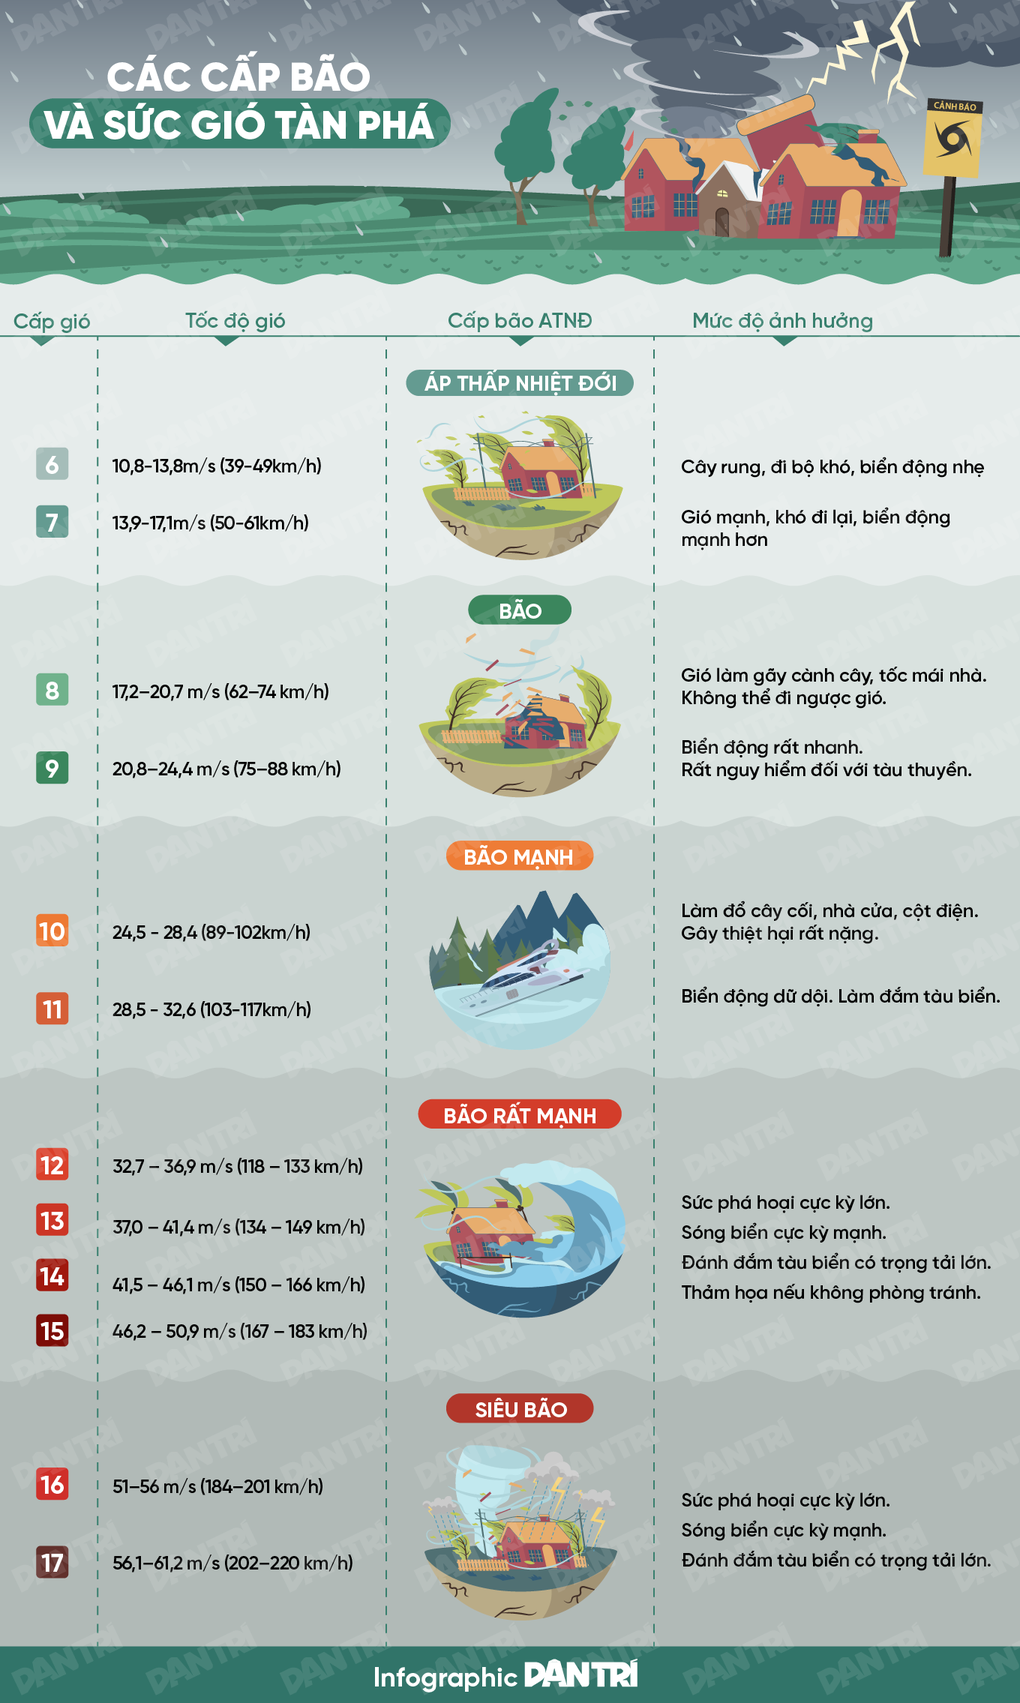 CÁC CẤP BÃO
VÀ SỨC GIÓ TÀN PHÁ
CẢNH BÁO
Cấp gió
Tốc độ gió
Cấp bão ATNĐ
Mức độ ảnh hưởng
ÁP THẤP NHIỆT ĐỚI
6
10,8-13,8m/s (39-49km/h)
Cây rung, đi bộ khó, biển động nhẹ
7
13,9-17,1m/s (50-61km/h)
Gió mạnh, khó đi lại, biển động
mạnh hơn
BÃO
8
17,2–20,7 m/s (62–74 km/h)
Gió làm gãy cành cây, tốc mái nhà.
Không thể đi ngược gió.
9
20,8–24,4 m/s (75–88 km/h)
Biển động rất nhanh.
Rất nguy hiểm đối với tàu thuyền.
BÃO MẠNH
10
24,5 - 28,4 (89-102km/h)
Làm đổ cây cối, nhà cửa, cột điện.
Gây thiệt hại rất nặng.
11
28,5 - 32,6 (103-117km/h)
Biển động dữ dội. Làm đắm tàu biển.
BÃO RẤT MẠNH
12
32,7 – 36,9 m/s (118 – 133 km/h)
13
37,0 – 41,4 m/s (134 – 149 km/h)
14
41,5 – 46,1 m/s (150 – 166 km/h)
15
46,2 – 50,9 m/s (167 – 183 km/h)
Sức phá hoại cực kỳ lớn.
Sóng biển cực kỳ mạnh.
Đánh đắm tàu biển có trọng tải lớn.
Thảm họa nếu không phòng tránh.
SIÊU BÃO
16
51–56 m/s (184–201 km/h)
17
56,1–61,2 m/s (202–220 km/h)
Sức phá hoại cực kỳ lớn.
Sóng biển cực kỳ mạnh.
Đánh đắm tàu biển có trọng tải lớn.
Infographic DANTRÍ